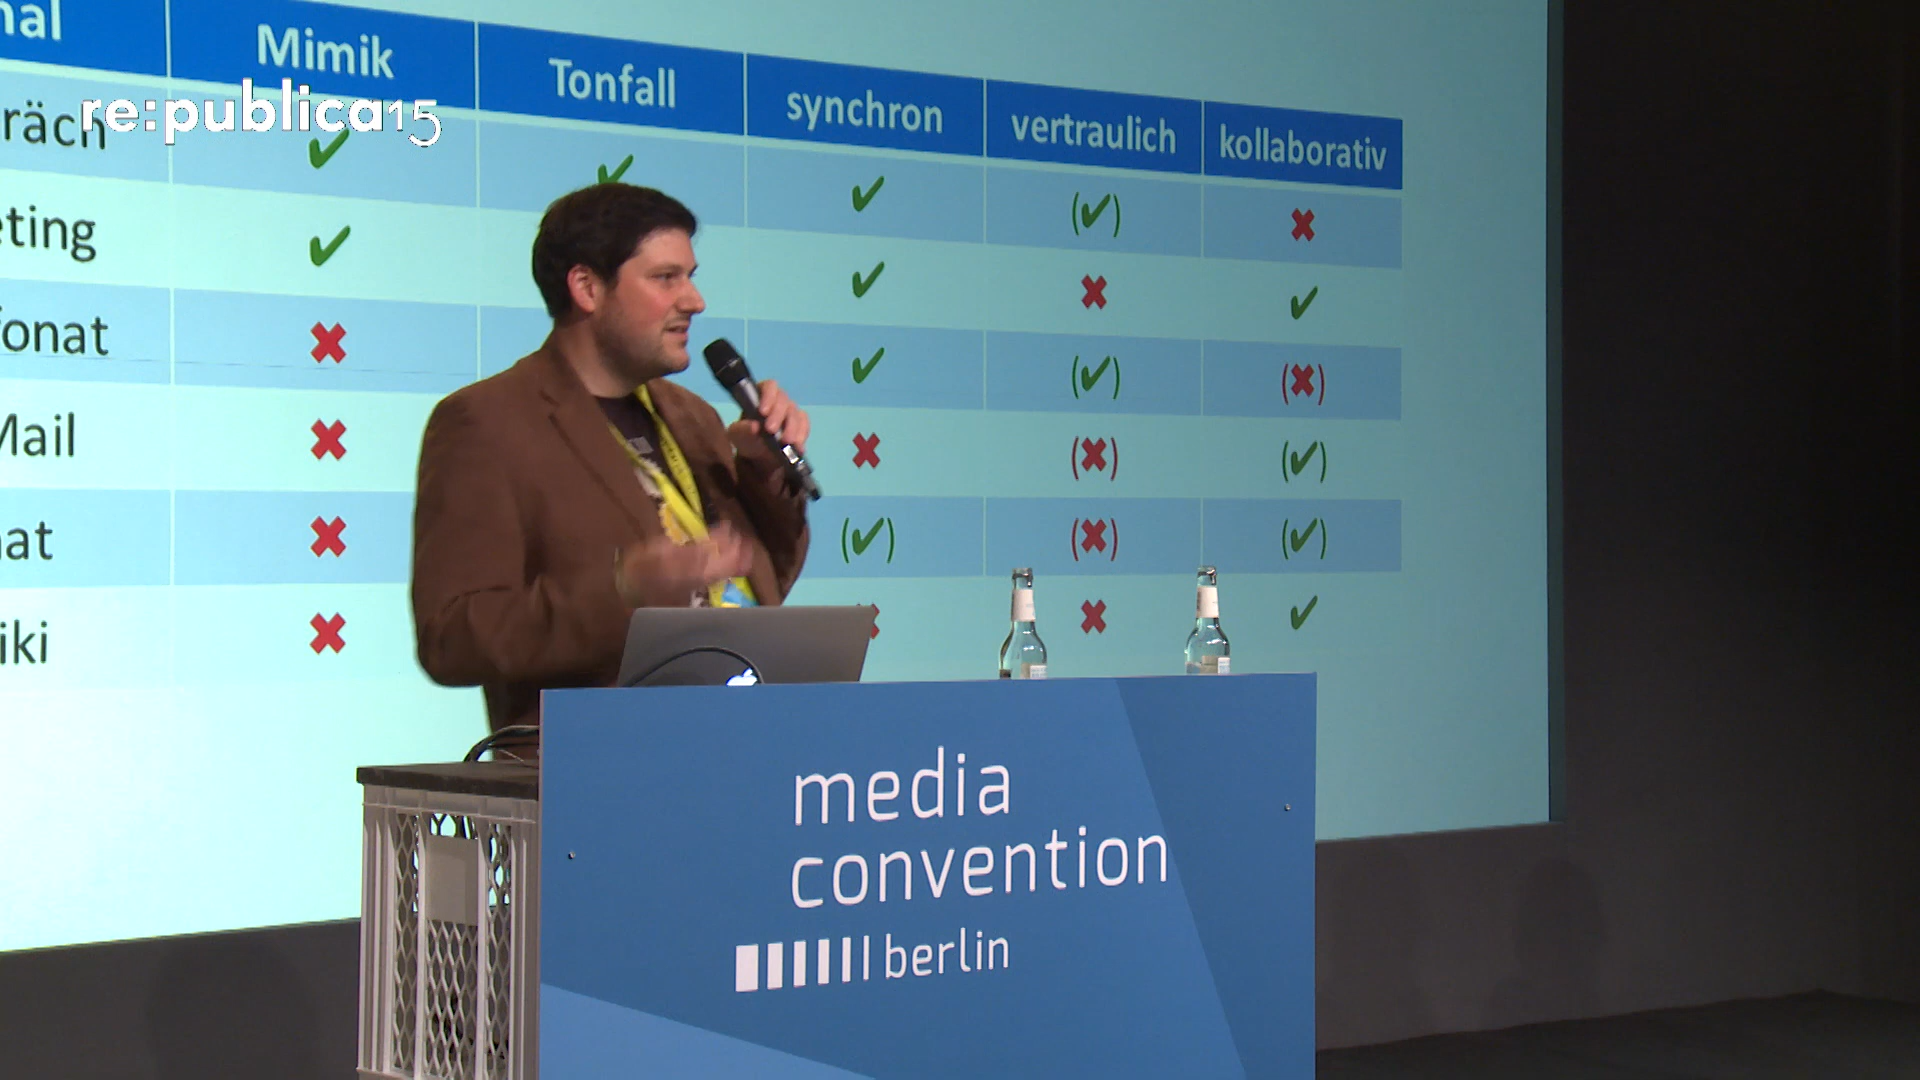 nal Mimik Tonfall synchron vertraulich kollaborativ
re:publica15
räch ✔ ✔ ✔ (✔) ✖
eting ✔ ✔ ✖ ✔
fonat ✖ ✔ (✔) (✖)
Mail ✖ ✖ (✖) (✔)
at ✖ (✔) (✖) (✔)
iki ✖ ✖ ✖ ✔
media
convention
berlin